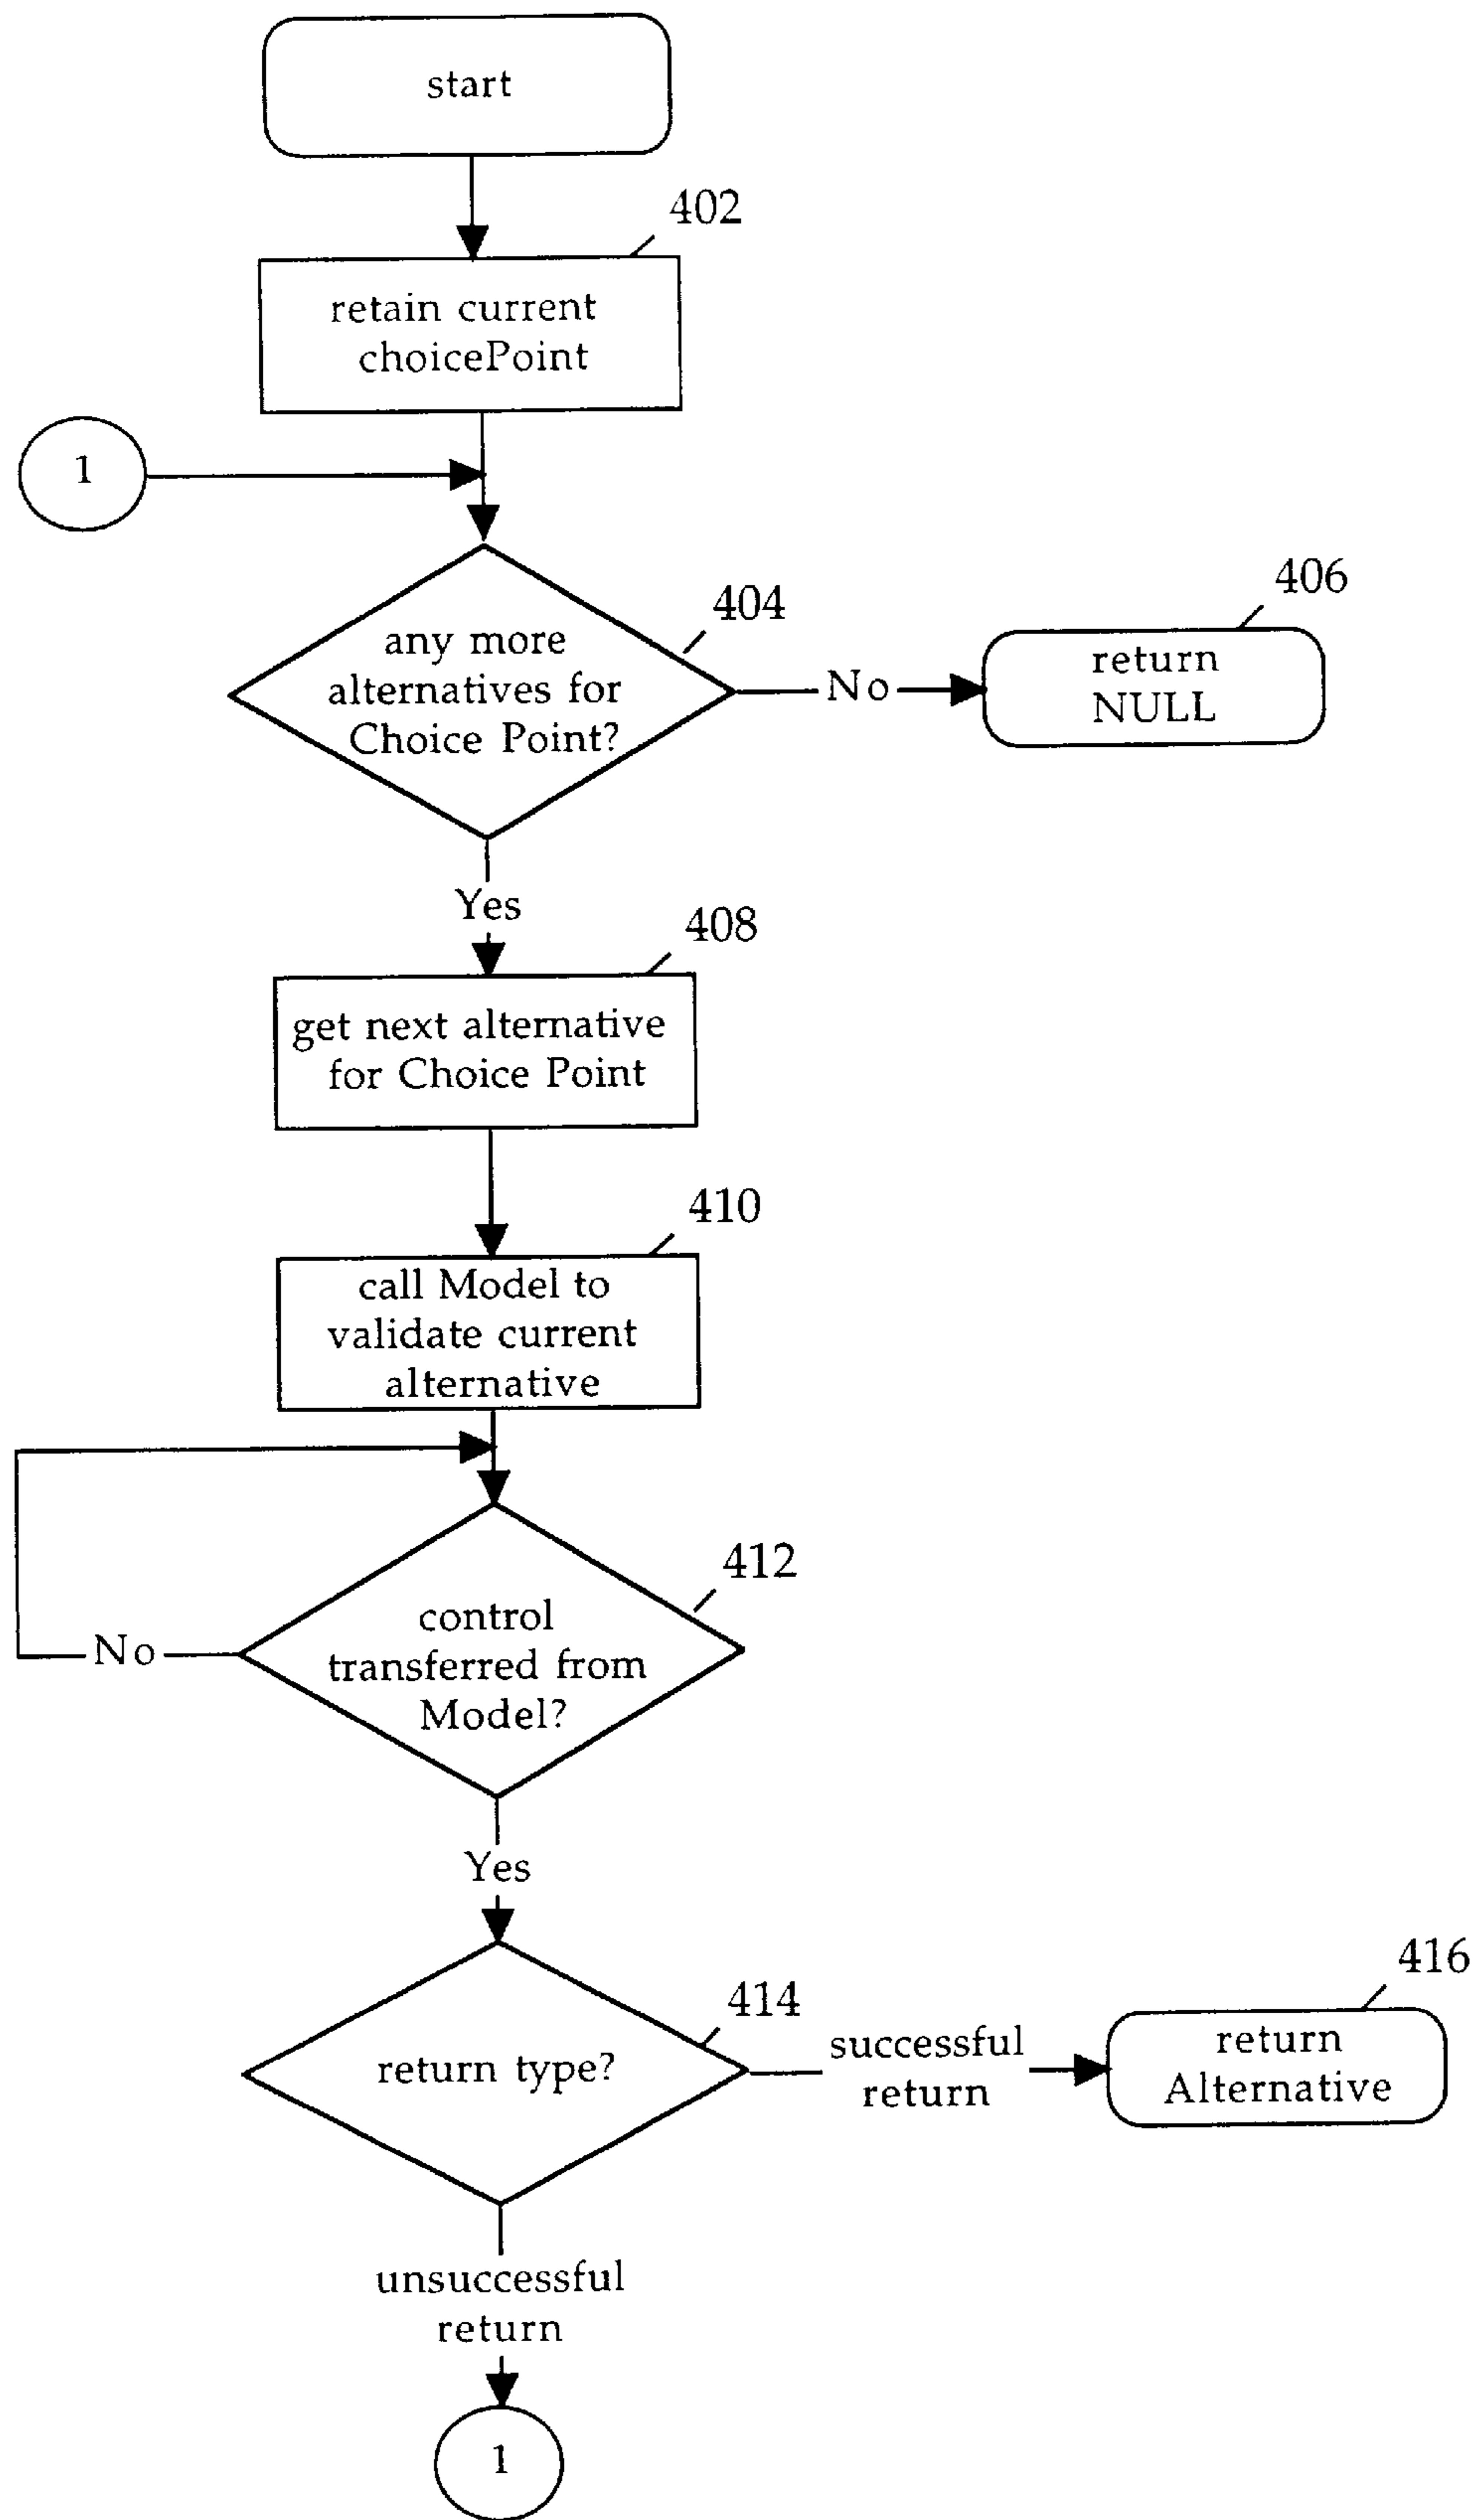 start
402
retain current
choicePoint
1
404
any more
alternatives for
Choice Point?
No
406
return
NULL
Yes
408
get next alternative
for Choice Point
410
call Model to
validate current
alternative
412
control
transferred from
Model?
No
Yes
414
return type?
successful
return
416
return
Alternative
unsuccessful
return
1